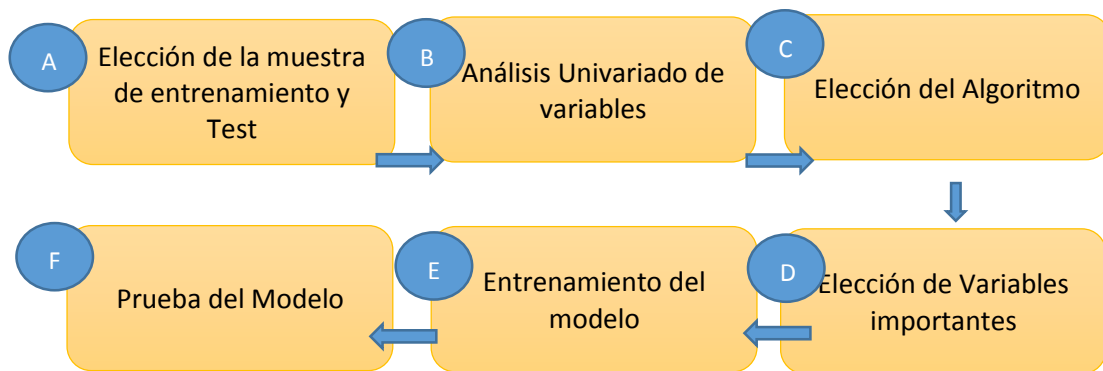 A
Elección de la muestra
de entrenamiento y
Test
B
Análisis Univariado de
variables
C
Elección del Algoritmo
D
Elección de Variables
importantes
E
Entrenamiento del
modelo
F
Prueba del Modelo